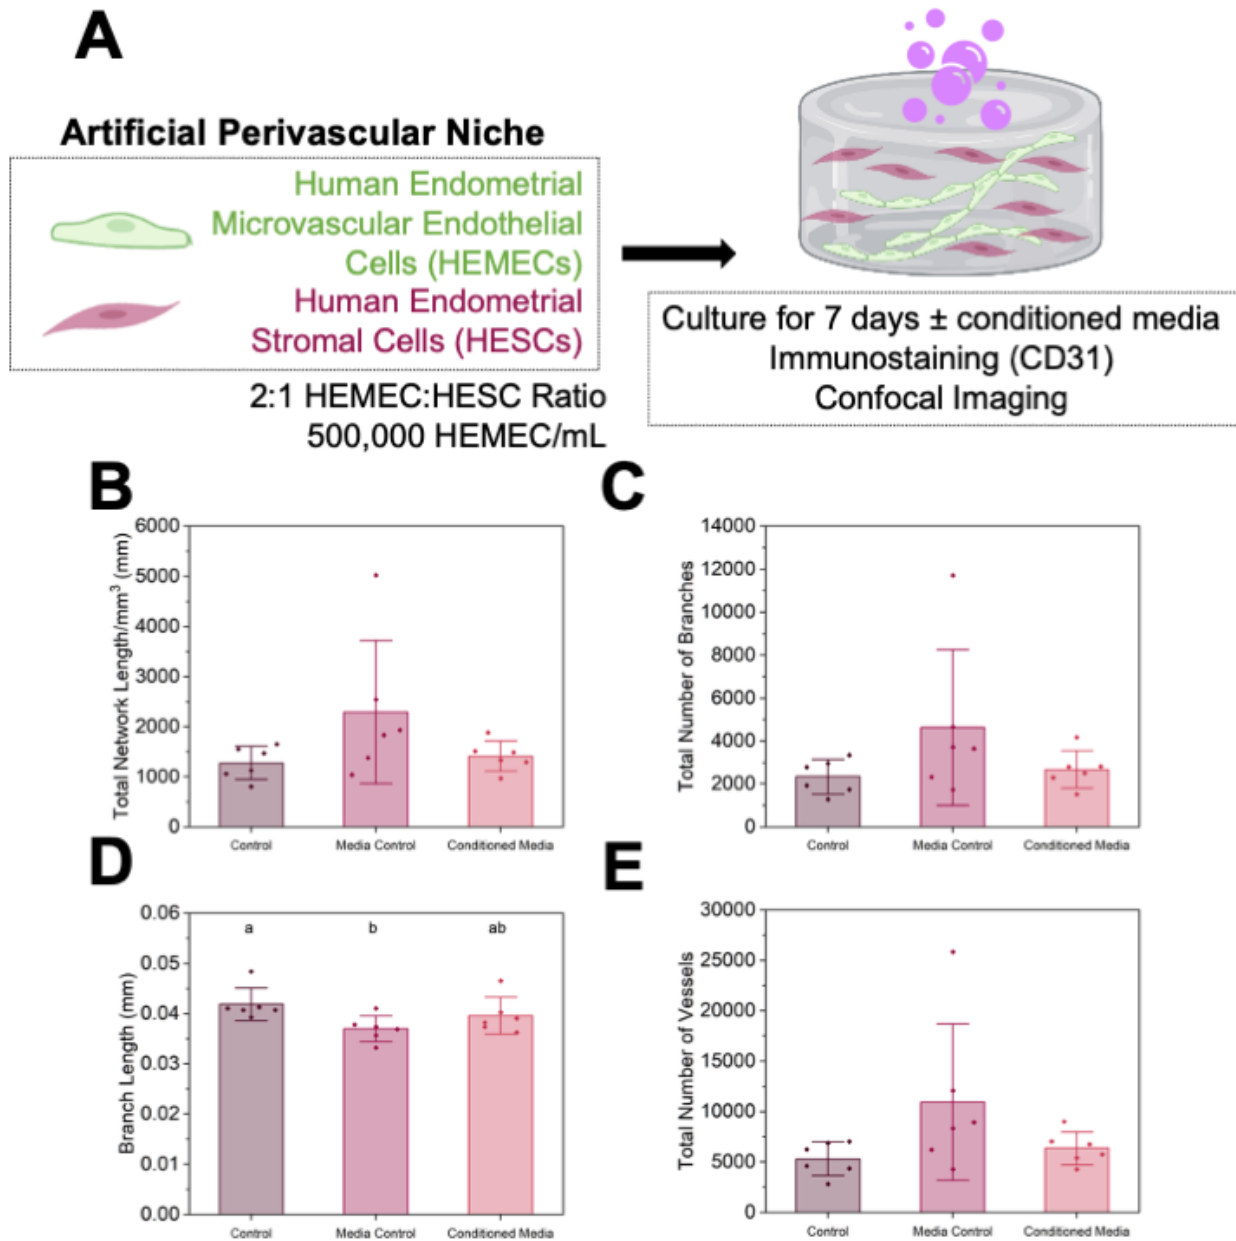 A
Artificial Perivascular Niche
Human Endometrial
Microvascular Endothelial
Cells (HEMECs)
Human Endometrial
Stromal Cells (HESCs)
2:1 HEMEC:HESC Ratio
500,000 HEMEC/mL
Culture for 7 days ± conditioned media
Immunostaining (CD31)
Confocal Imaging
B
Total Network Length/mm³ (mm)
6000
5000
4000
3000
2000
1000
0
Control
Media Control
Conditioned Media
C
Total Number of Branches
14000
12000
10000
8000
6000
4000
2000
0
Control
Media Control
Conditioned Media
D
Branch Length (mm)
0.06
0.05
0.04
0.03
0.02
0.01
0.00
a
b
ab
Control
Media Control
Conditioned Media
E
Total Number of Vessels
30000
25000
20000
15000
10000
5000
0
Control
Media Control
Conditioned Media